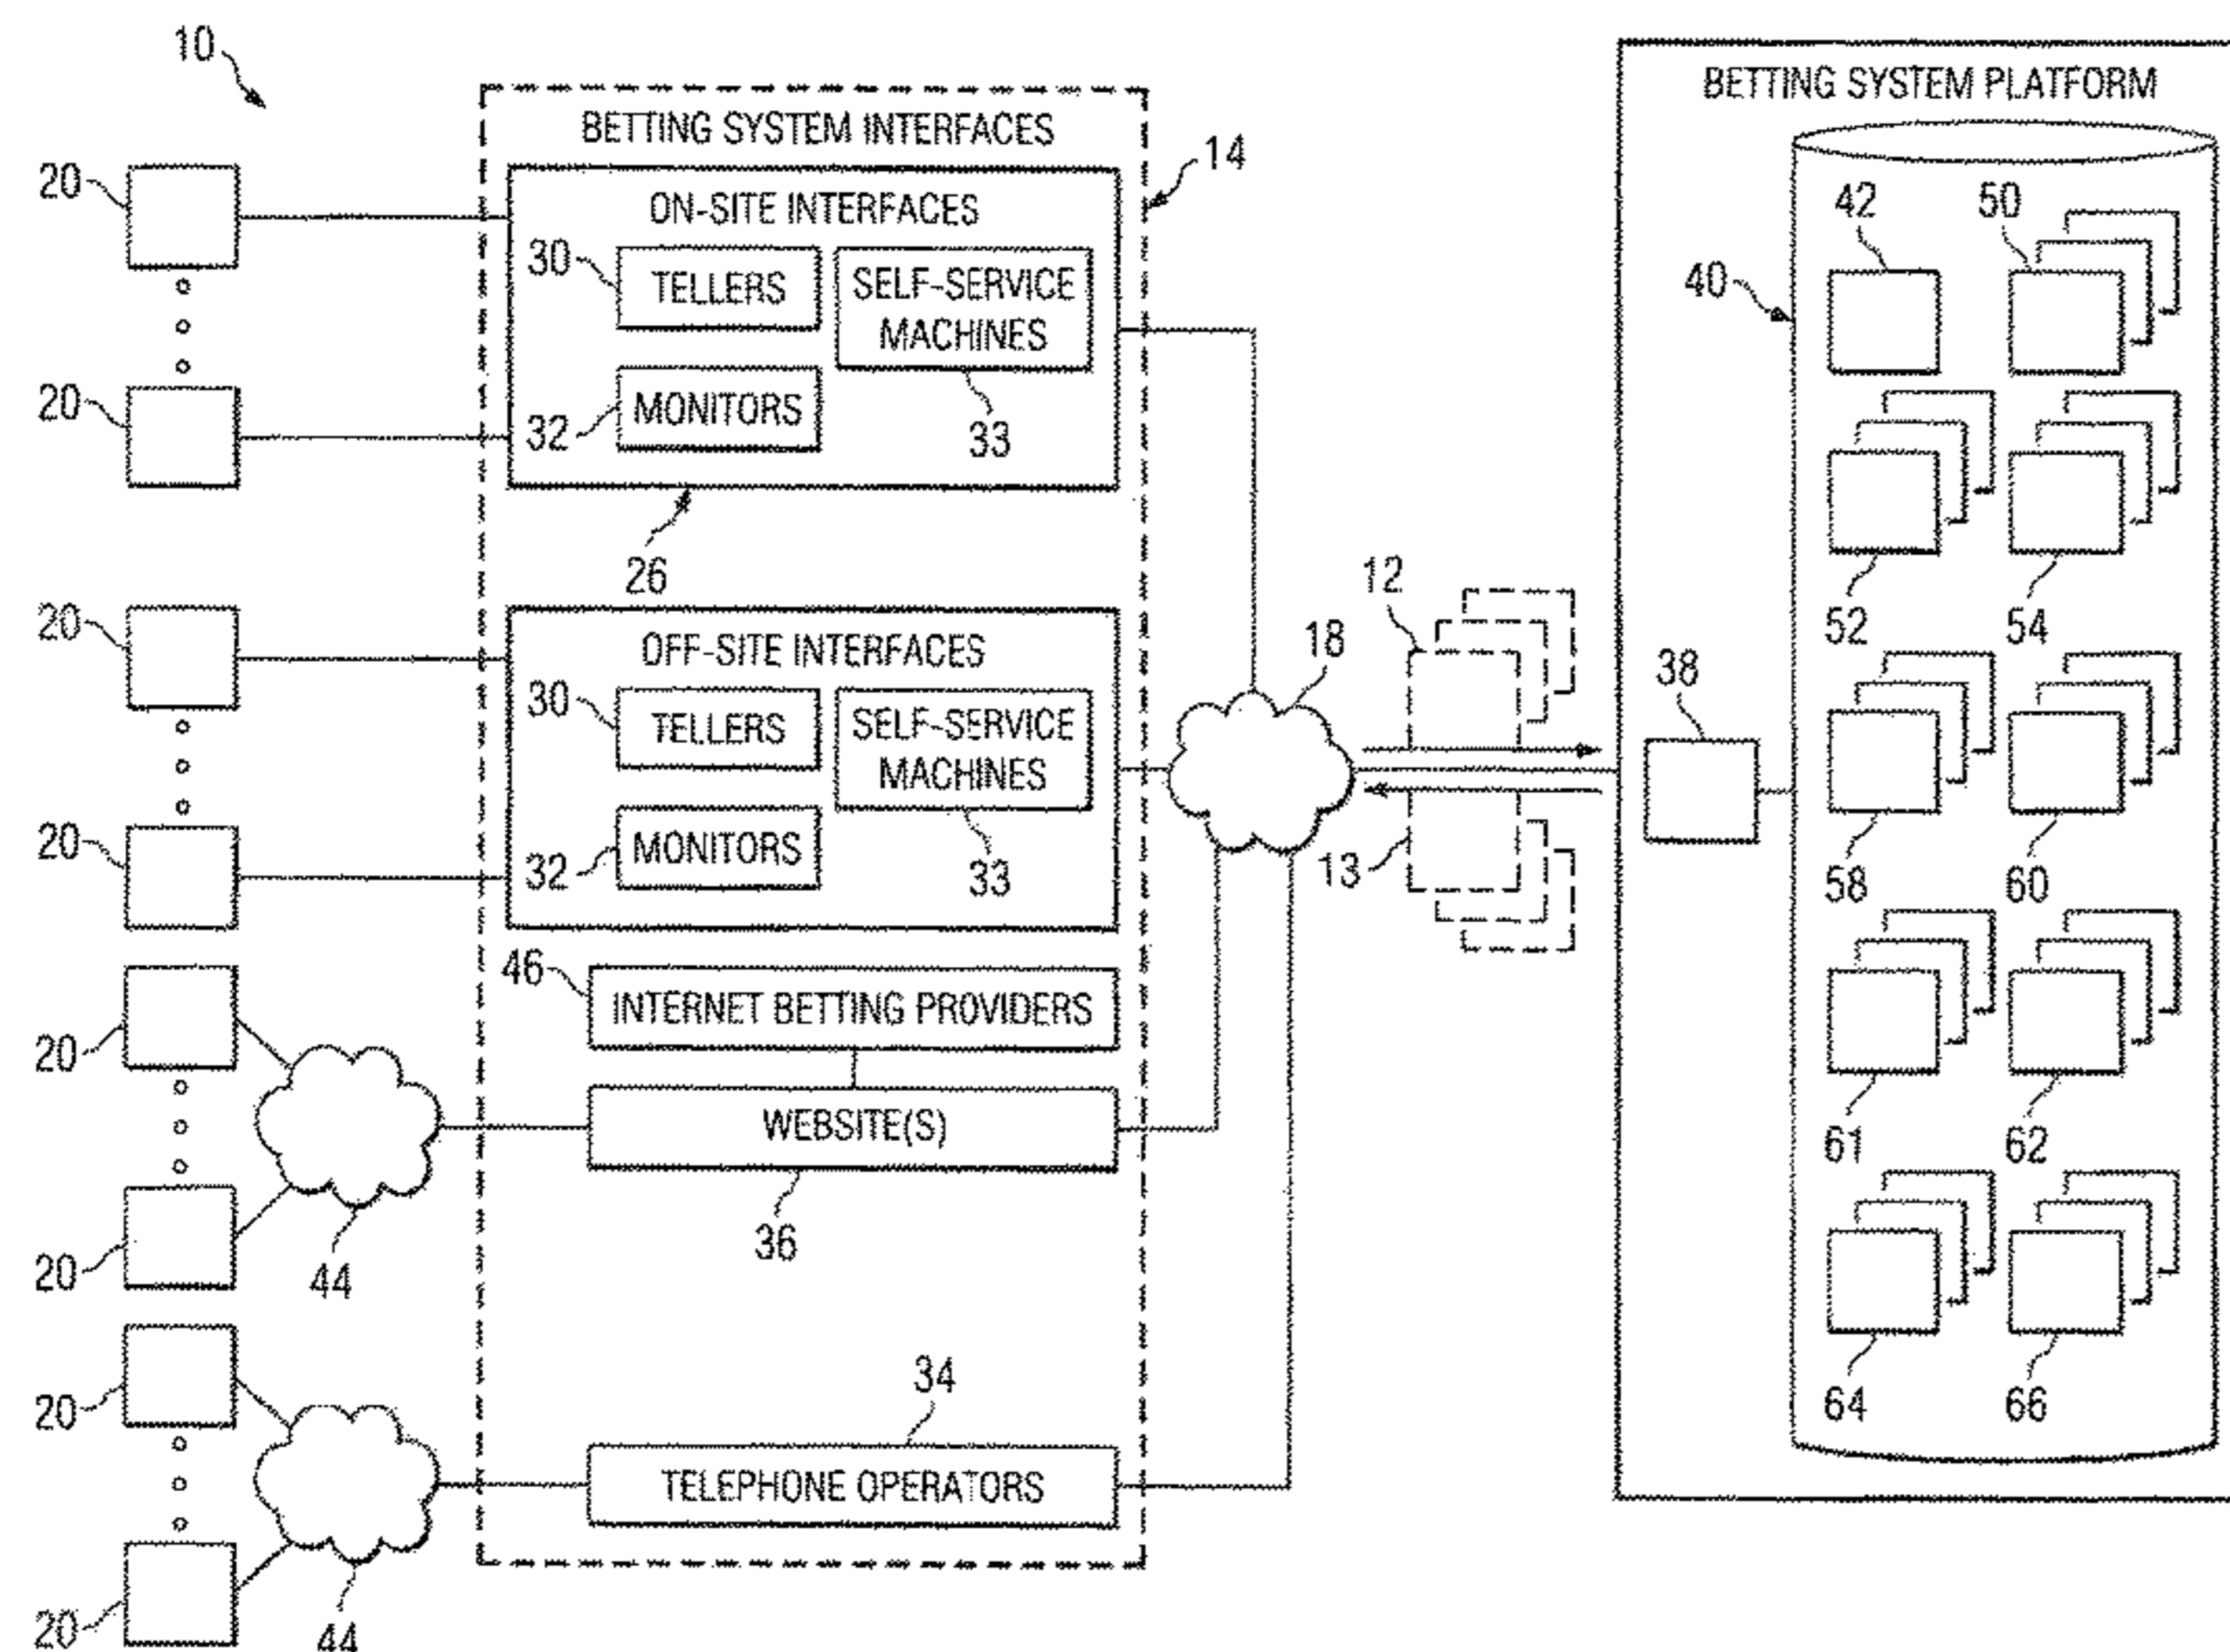 10
BETTING SYSTEM INTERFACES
14
20
ON-SITE INTERFACES
30
TELLERS
SELF-SERVICE
MACHINES
20
32
MONITORS
33
26
20
OFF-SITE INTERFACES
30
TELLERS
SELF-SERVICE
MACHINES
20
32
MONITORS
33
46
INTERNET BETTING PROVIDERS
20
WEBSITE(S)
36
20
44
34
20
TELEPHONE OPERATORS
20
44
18
12
13
BETTING SYSTEM PLATFORM
38
40
42
50
52
54
58
60
61
62
64
66